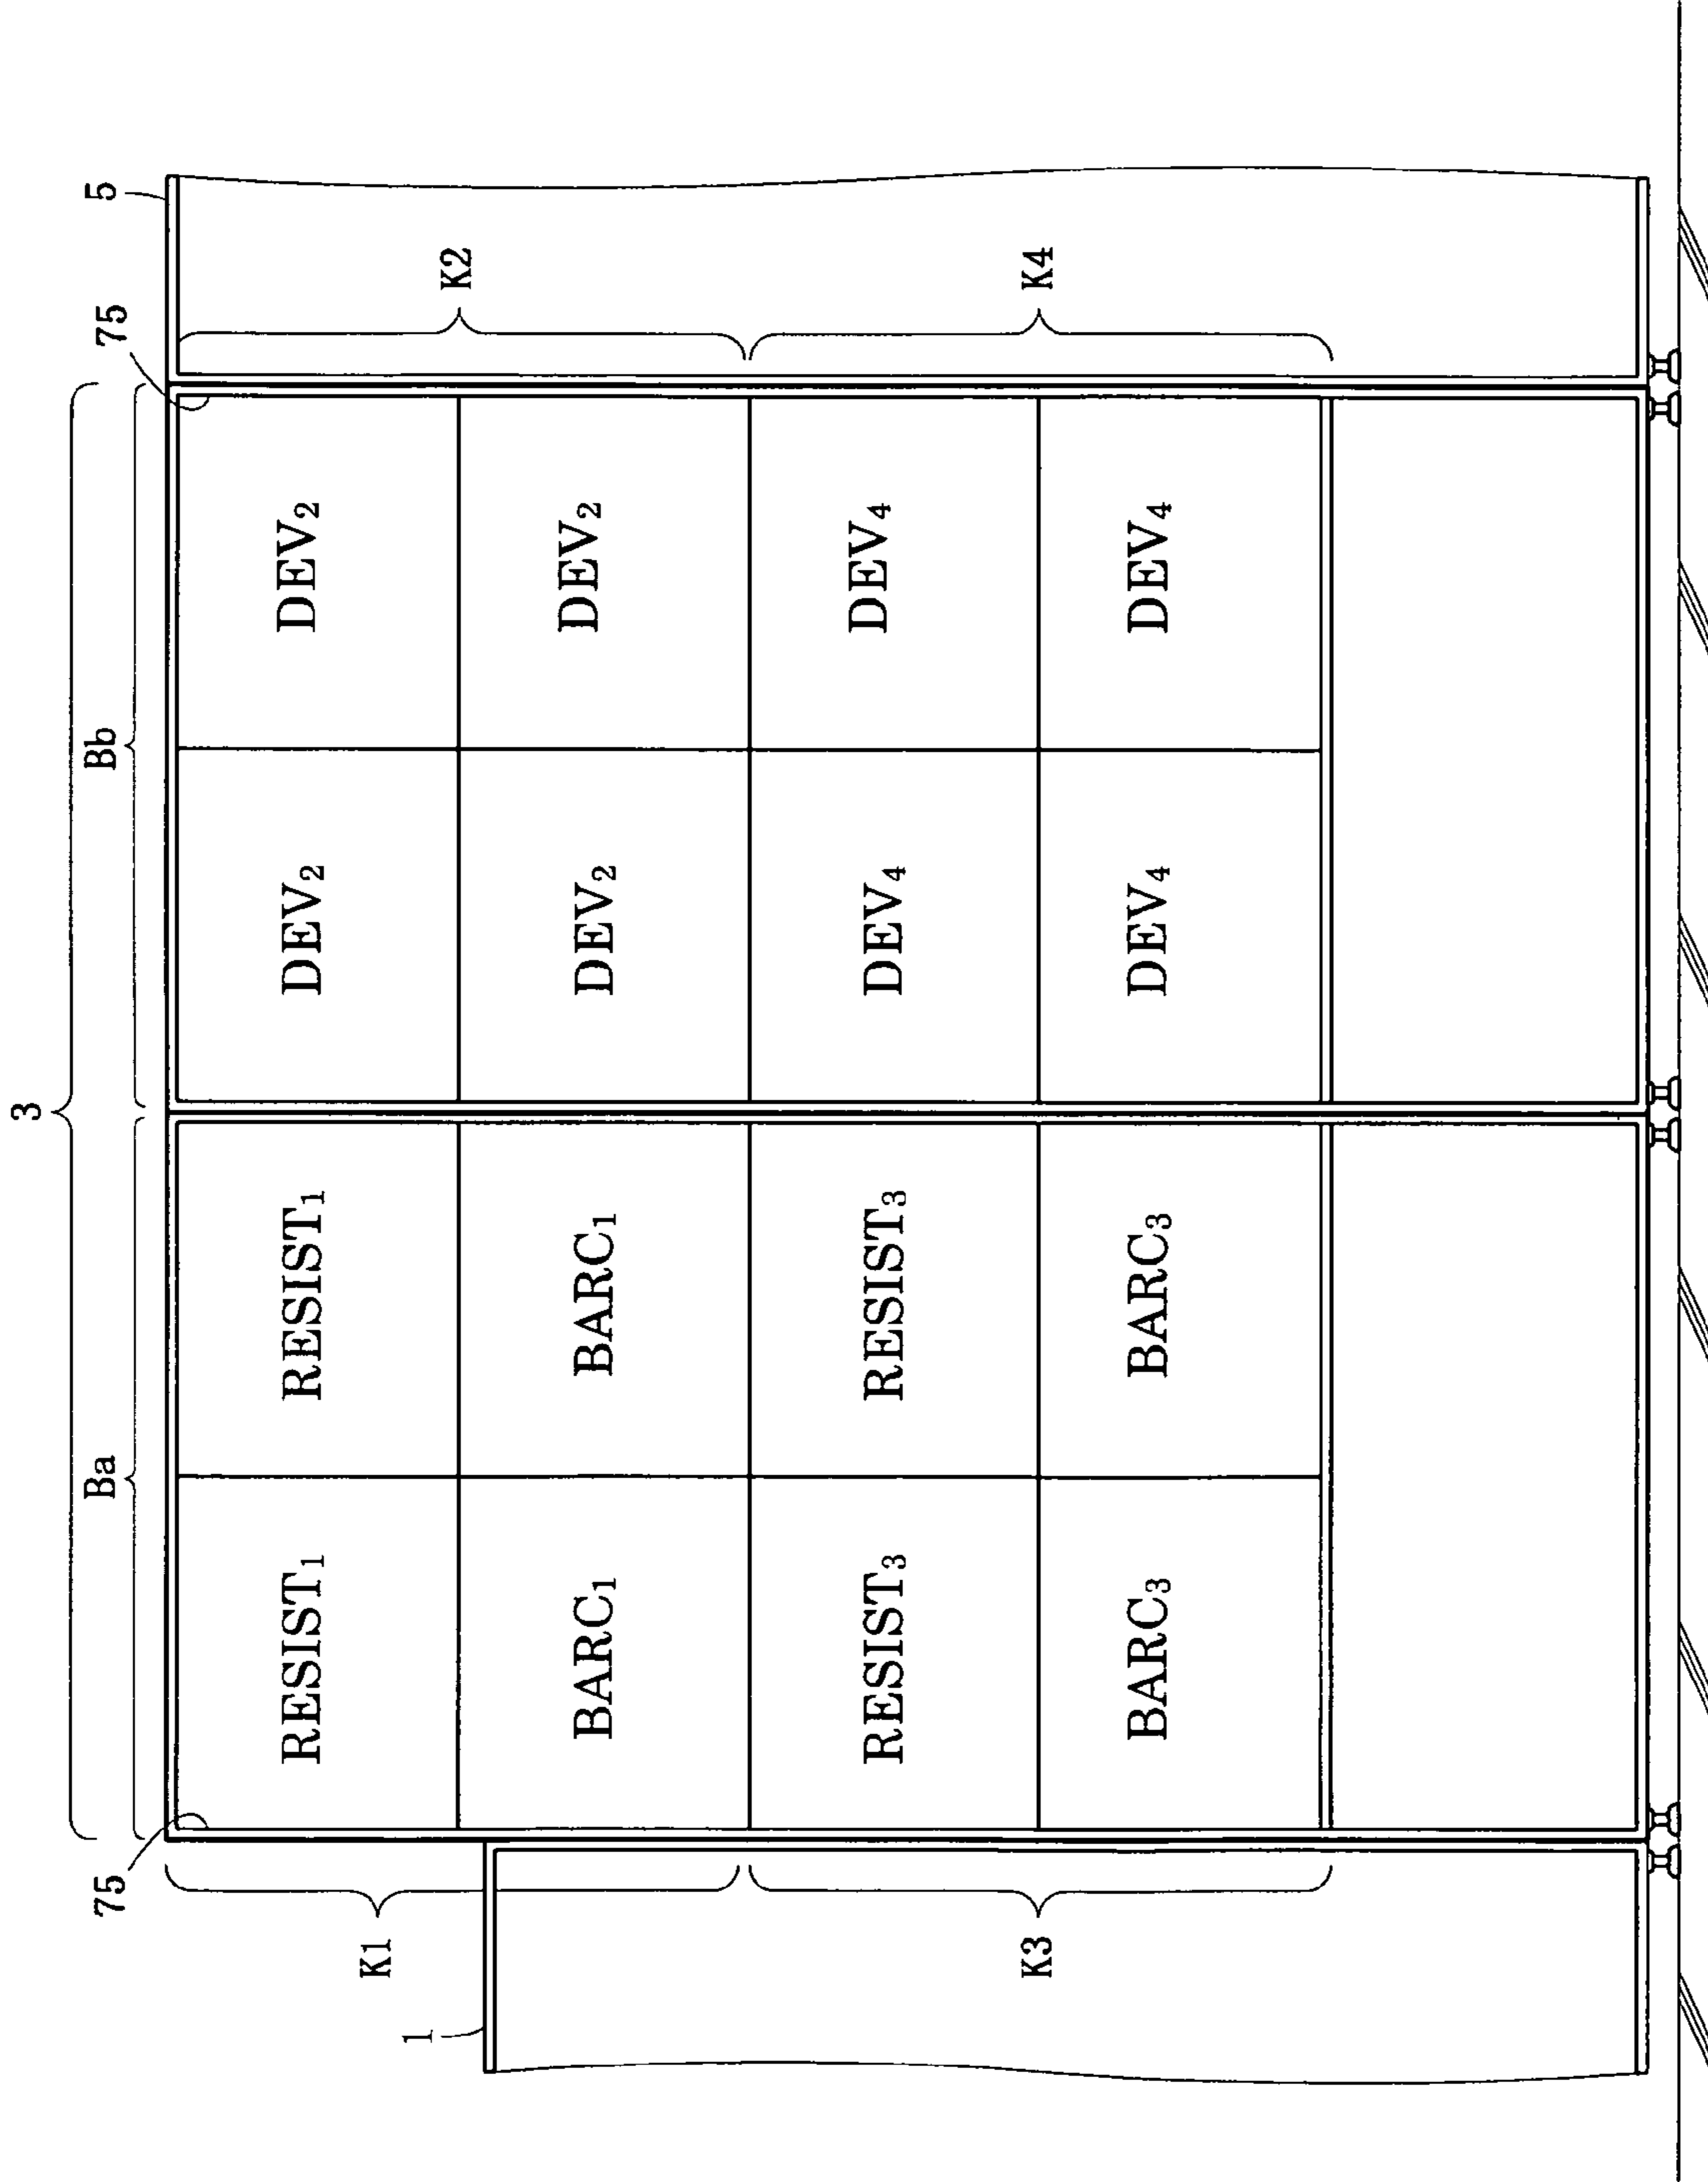 3
75 Ba Bb 75 5
RESIST₁ RESIST₁ DEV₂ DEV₂
K1
1
K2
BARC₁ BARC₁ DEV₂ DEV₂
RESIST₃ RESIST₃ DEV₄ DEV₄
K3 K4
BARC₃ BARC₃ DEV₄ DEV₄